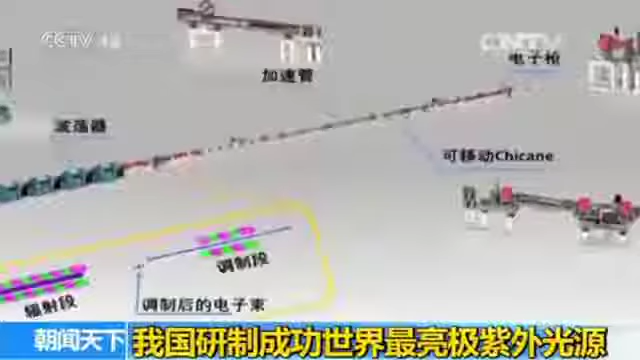 CCTV
CNTV
电子枪
加速管
波荡器
可移动Chicane
调制段
辐射段
调制后的电子束
朝闻天下
我国研制成功世界最亮极紫外光源